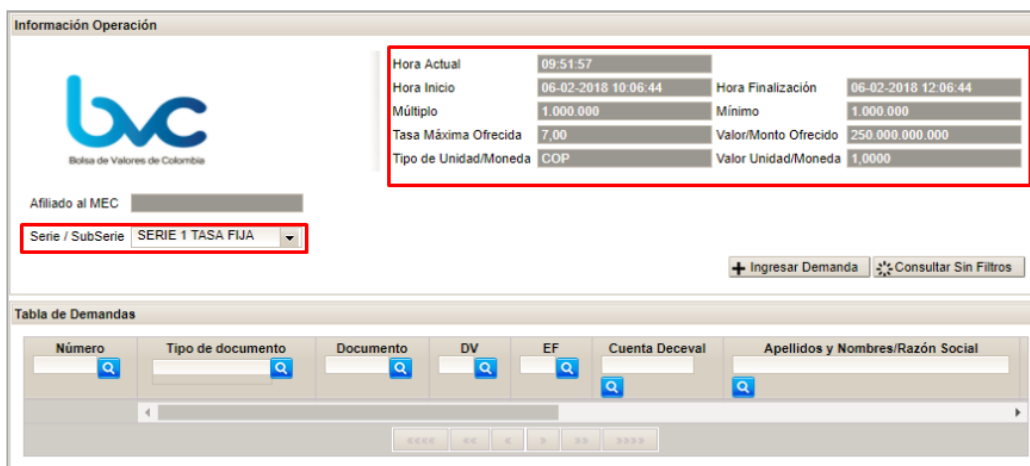 Información Operación
bvc
Bolsa de Valores de Colombia
Hora Actual 09:51:57
Hora Inicio 06-02-2018 10:06:44 Hora Finalización 06-02-2018 12:06:44
Múltiplo 1.000.000 Mínimo 1.000.000
Tasa Máxima Ofrecida 7,00 Valor/Monto Ofrecido 250.000.000.000
Tipo de Unidad/Moneda COP Valor Unidad/Moneda 1,0000
Afiliado al MEC
Serie / SubSerie SERIE 1 TASA FIJA
Ingresar Demanda Consultar Sin Filtros
Tabla de Demandas
Número Tipo de documento Documento DV EF Cuenta Deceval Apellidos y Nombres/Razón Social
<<<< << < > >> >>>>